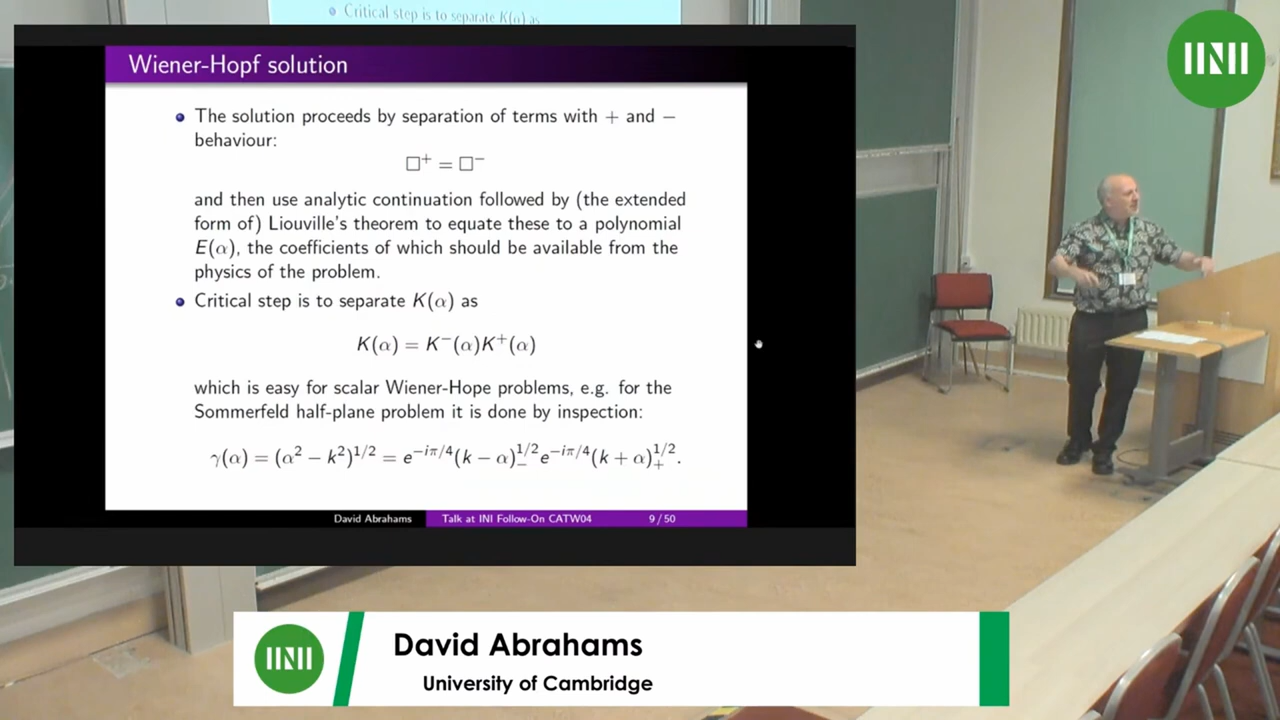 Critical step is to separate K(α) as
Wiener-Hopf solution
The solution proceeds by separation of terms with + and −
behaviour:
□⁺ = □⁻
and then use analytic continuation followed by (the extended
form of) Liouville's theorem to equate these to a polynomial
E(α), the coefficients of which should be available from the
physics of the problem.
Critical step is to separate K(α) as
K(α) = K⁻(α)K⁺(α)
which is easy for scalar Wiener-Hope problems, e.g. for the
Sommerfeld half-plane problem it is done by inspection:
γ(α) = (α² − k²)^{1/2} = e^{−iπ/4}(k − α)_−^{1/2}e^{−iπ/4}(k + α)_+^{1/2}.
David Abrahams Talk at INI Follow-On CATW04 9 / 50
INI
INI
David Abrahams
University of Cambridge